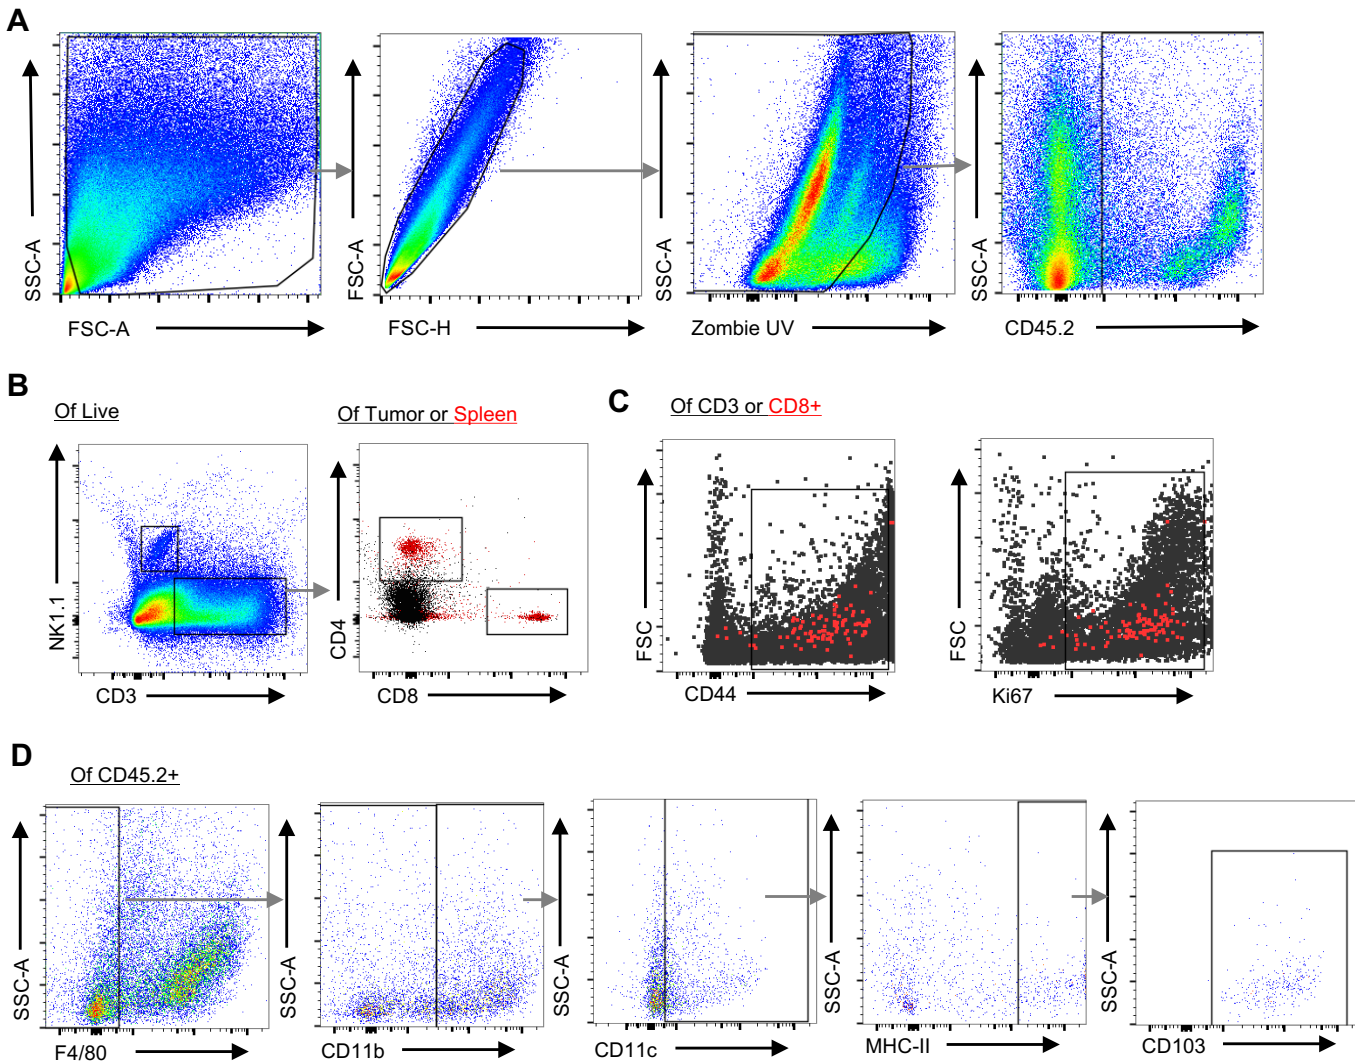 A
SSC-A
FSC-A
FSC-A
FSC-H
SSC-A
Zombie UV
SSC-A
CD45.2
B
Of Live
NK1.1
CD3
Of Tumor or Spleen
CD4
CD8
C
Of CD3 or CD8+
FSC
CD44
FSC
Ki67
D
Of CD45.2+
SSC-A
F4/80
SSC-A
CD11b
SSC-A
CD11c
SSC-A
MHC-II
SSC-A
CD103